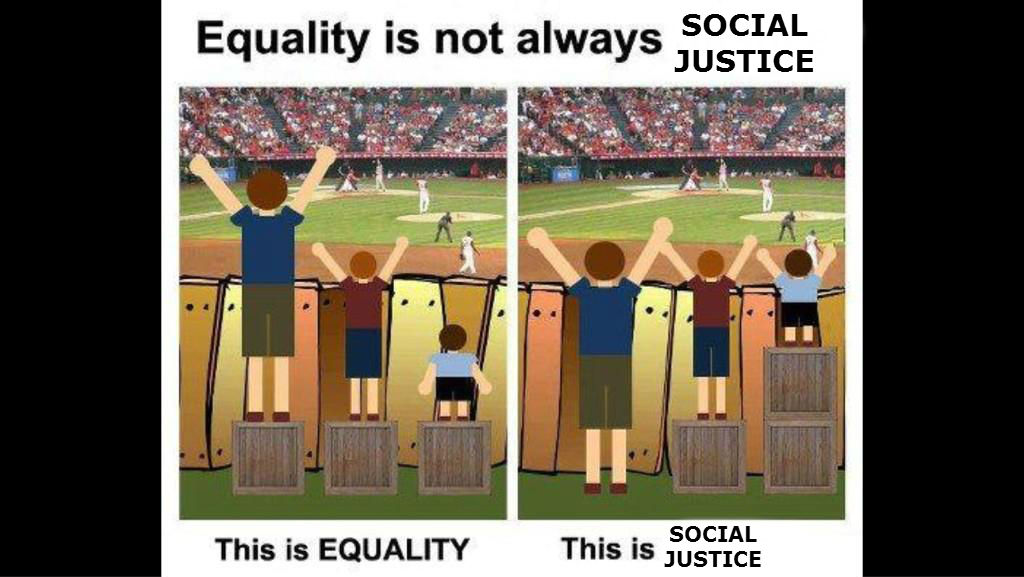 Equality is not always SOCIAL
JUSTICE
This is EQUALITY
This is SOCIAL
JUSTICE